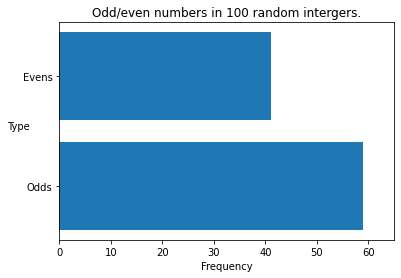 Odd/even numbers in 100 random intergers.
Evens
Type
Odds
0 10 20 30 40 50 60
Frequency